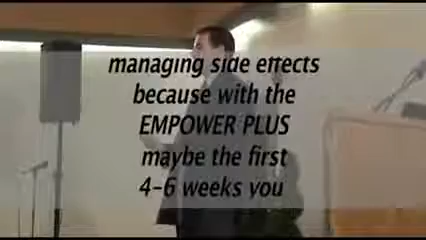 managing side effects
because with the
EMPOWER PLUS
maybe the first
4-6 weeks you